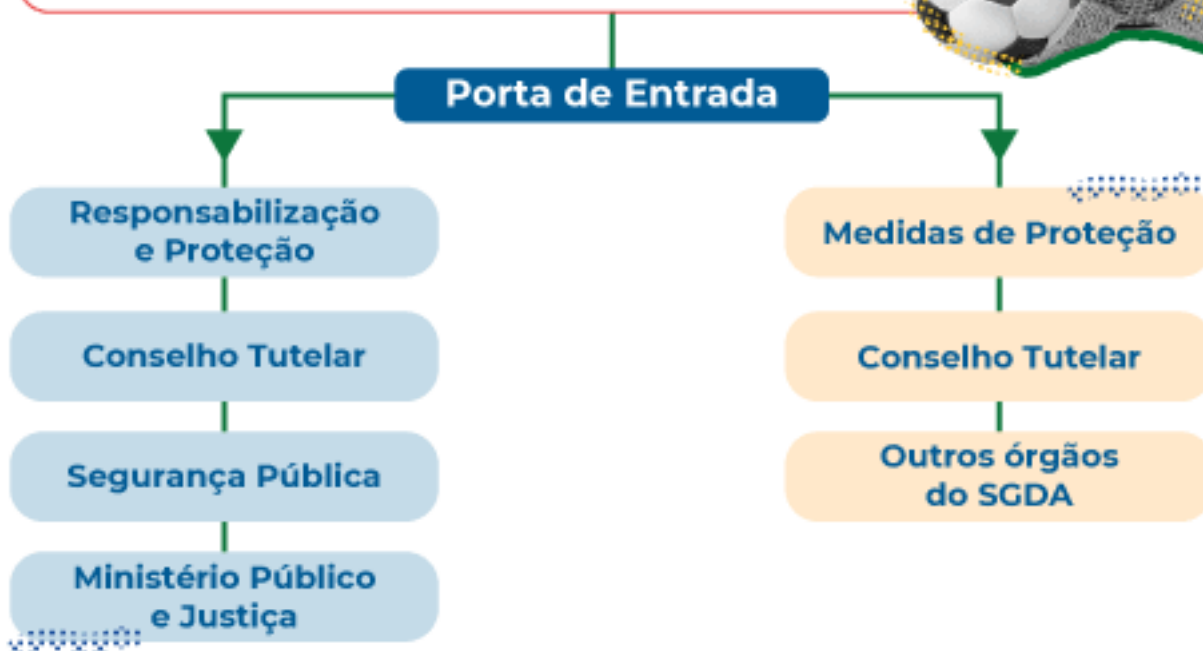 Porta de Entrada
Responsabilização
e Proteção
Conselho Tutelar
Segurança Pública
Ministério Público
e Justiça
Medidas de Proteção
Conselho Tutelar
Outros órgãos
do SGDA